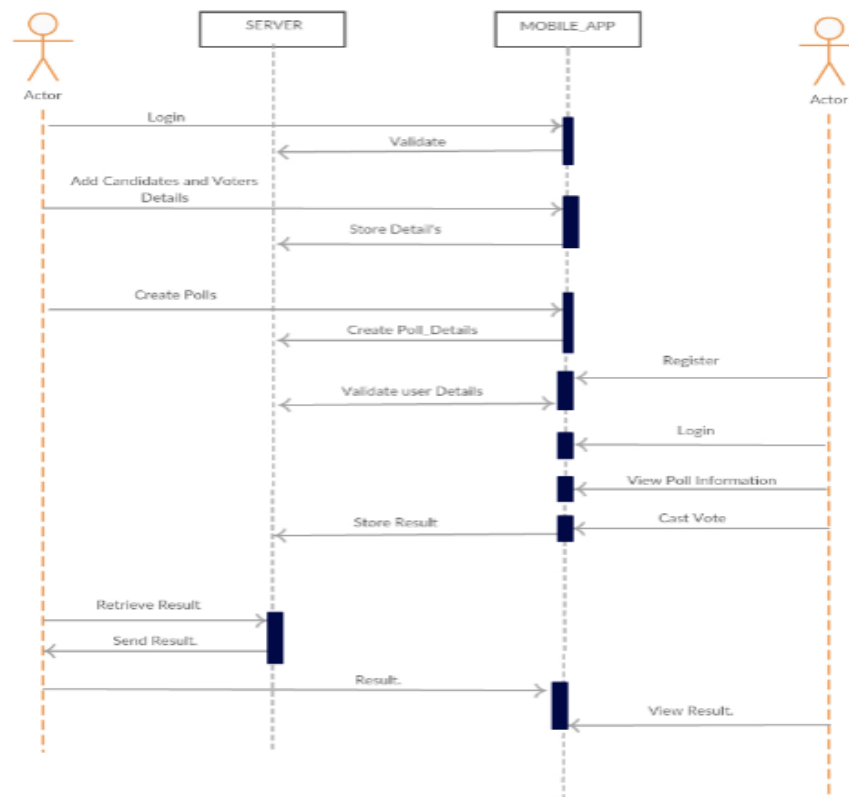 SERVER
MOBILE_APP
Actor
Actor
Login
Validate
Add Candidates and Voters
Details
Store Detail's
Create Polls
Create Poll_Details
Register
Validate user Details
Login
View Poll Information
Cast Vote
Store Result
Retrieve Result
Send Result.
Result.
View Result.